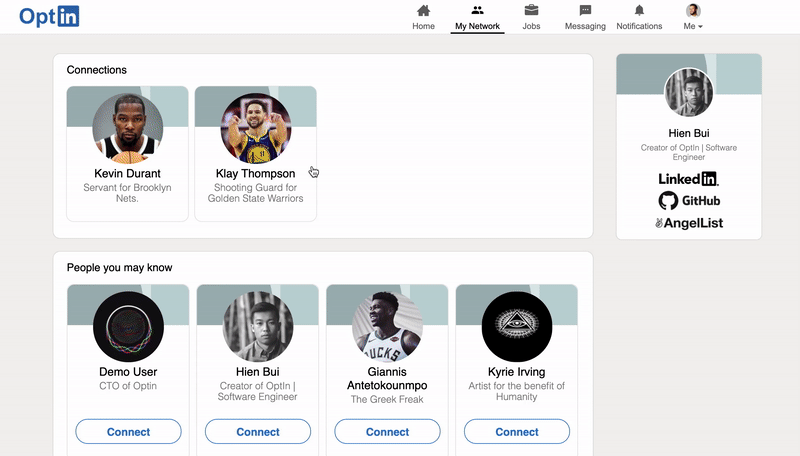 Optin
Home
My Network
Jobs
Messaging
Notifications
Me
Connections
Kevin Durant
Servant for Brooklyn
Nets.
Klay Thompson
Shooting Guard for
Golden State Warriors
Hien Bui
Creator of OptIn | Software
Engineer
Linked in
GitHub
AngelList
People you may know
Demo User
CTO of Optin
Connect
Hien Bui
Creator of OptIn |
Software Engineer
Connect
Giannis
Antetokounmpo
The Greek Freak
Connect
Kyrie Irving
Artist for the benefit of
Humanity
Connect